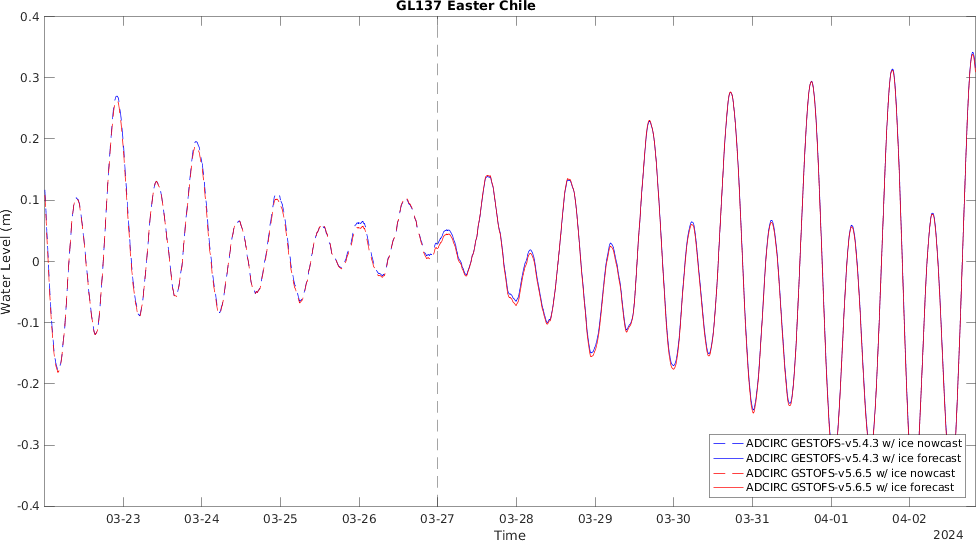 GL137 Easter Chile
0.4
0.3
0.2
0.1
0
-0.1
-0.2
-0.3
-0.4
Water Level (m)
03-23 03-24 03-25 03-26 03-27 03-28 03-29 03-30 03-31 04-01 04-02
Time
2024
ADCIRC GESTOFS-v5.4.3 w/ ice nowcast
ADCIRC GESTOFS-v5.4.3 w/ ice forecast
ADCIRC GSTOFS-v5.6.5 w/ ice nowcast
ADCIRC GSTOFS-v5.6.5 w/ ice forecast